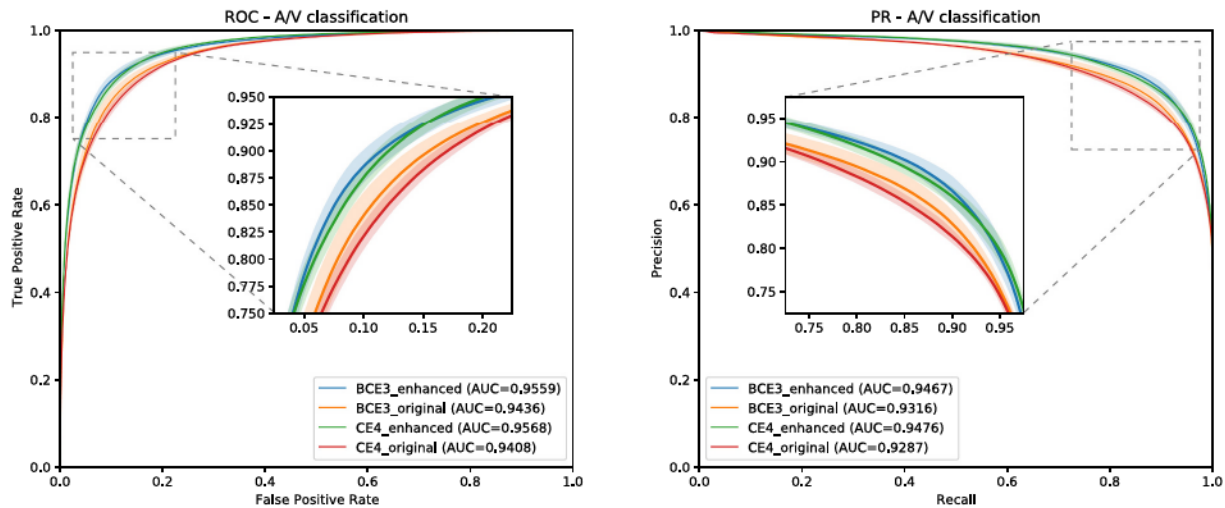 ROC – A/V classification
True Positive Rate
1.0
0.8
0.6
0.4
0.2
0.0
0.950
0.925
0.900
0.875
0.850
0.825
0.800
0.775
0.750
0.05 0.10 0.15 0.20
BCE3_enhanced (AUC=0.9559)
BCE3_original (AUC=0.9436)
CE4_enhanced (AUC=0.9568)
CE4_original (AUC=0.9408)
0.0 0.2 0.4 0.6 0.8 1.0
False Positive Rate
PR – A/V classification
Precision
1.0
0.8
0.6
0.4
0.2
0.0
0.95
0.90
0.85
0.80
0.75
0.75 0.80 0.85 0.90 0.95
BCE3_enhanced (AUC=0.9467)
BCE3_original (AUC=0.9316)
CE4_enhanced (AUC=0.9476)
CE4_original (AUC=0.9287)
0.0 0.2 0.4 0.6 0.8 1.0
Recall